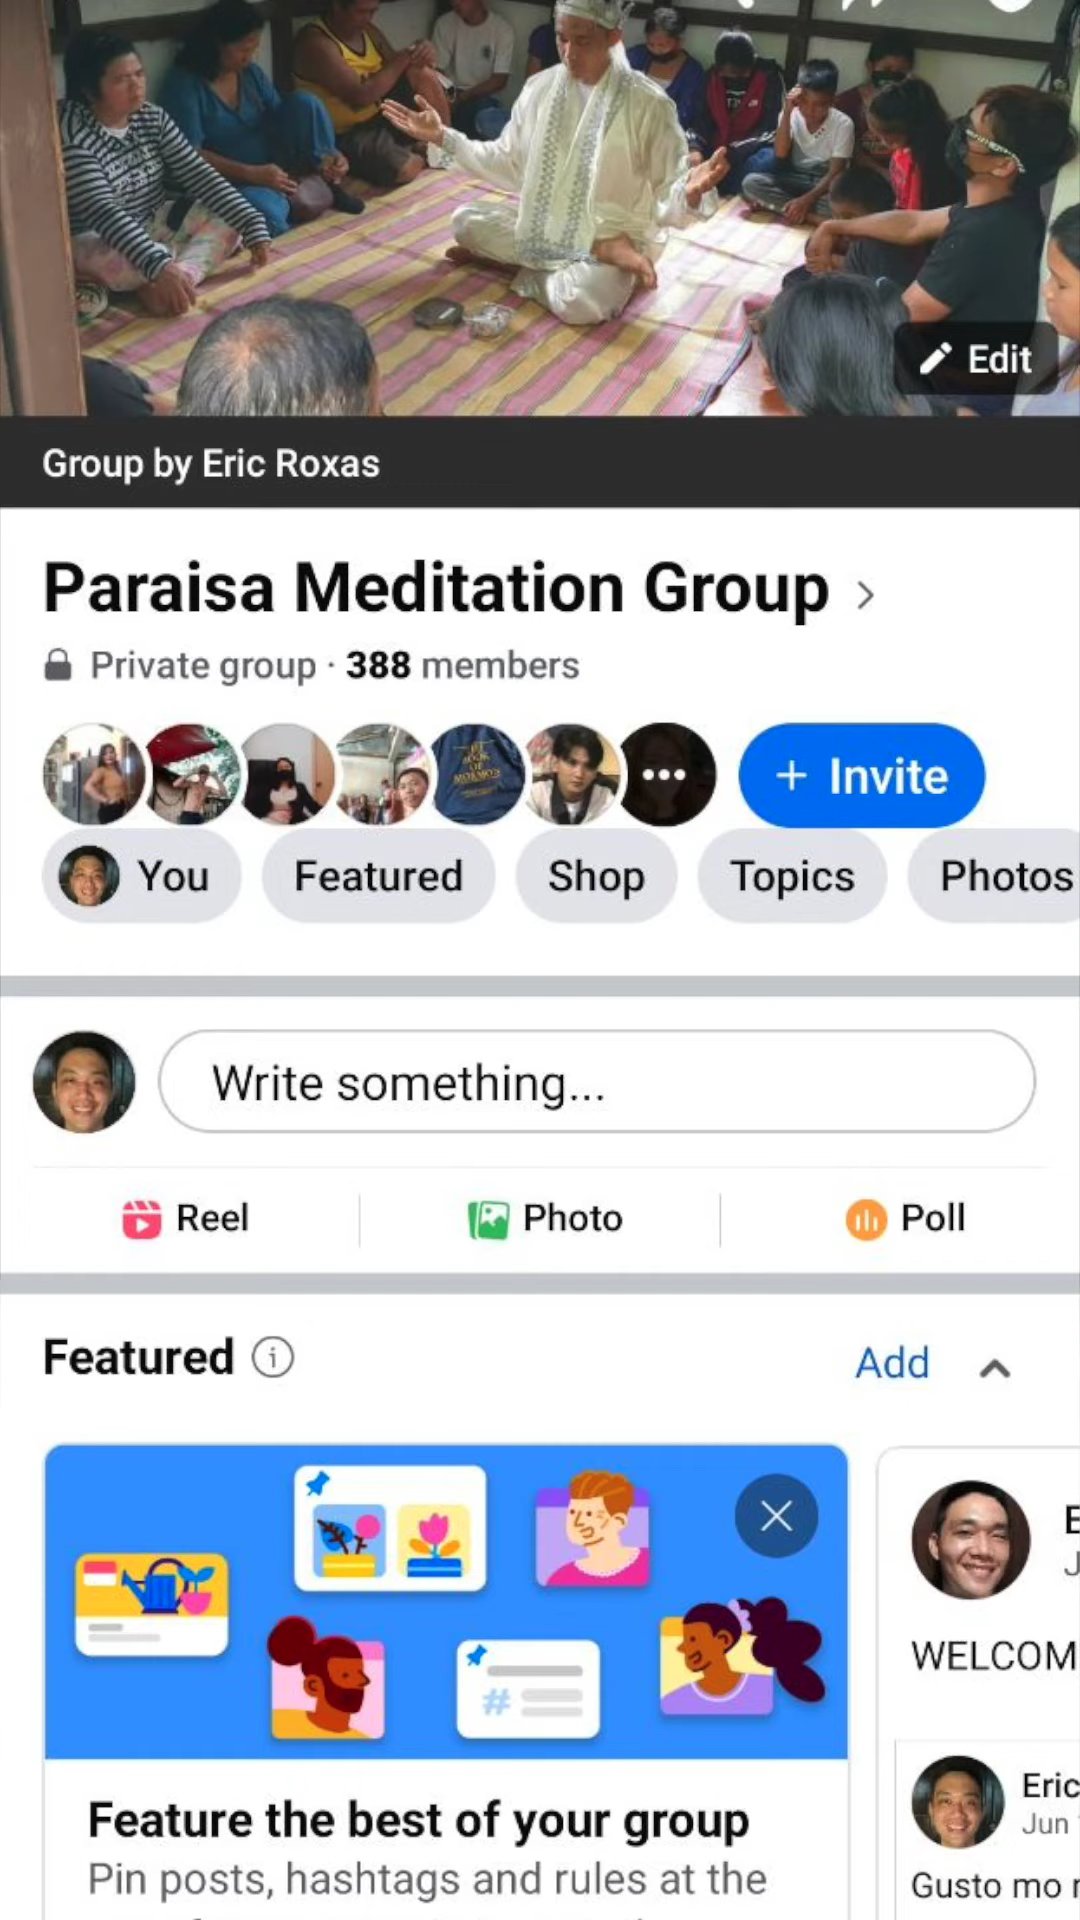 Edit
Group by Eric Roxas
Paraisa Meditation Group
Private group · 388 members
+ Invite
You
Featured
Shop
Topics
Photos
Write something...
Reel
Photo
Poll
Featured
Add
WELCOM
#
Feature the best of your group
Pin posts, hashtags and rules at the
Eric
Jun
Gusto mo